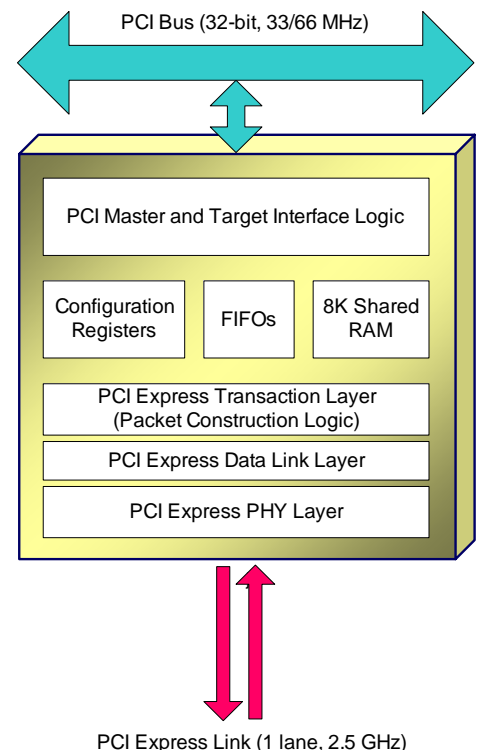 PCI Bus (32-bit, 33/66 MHz)
PCI Master and Target Interface Logic
Configuration
Registers
FIFOs
8K Shared
RAM
PCI Express Transaction Layer
(Packet Construction Logic)
PCI Express Data Link Layer
PCI Express PHY Layer
PCI Express Link (1 lane, 2.5 GHz)